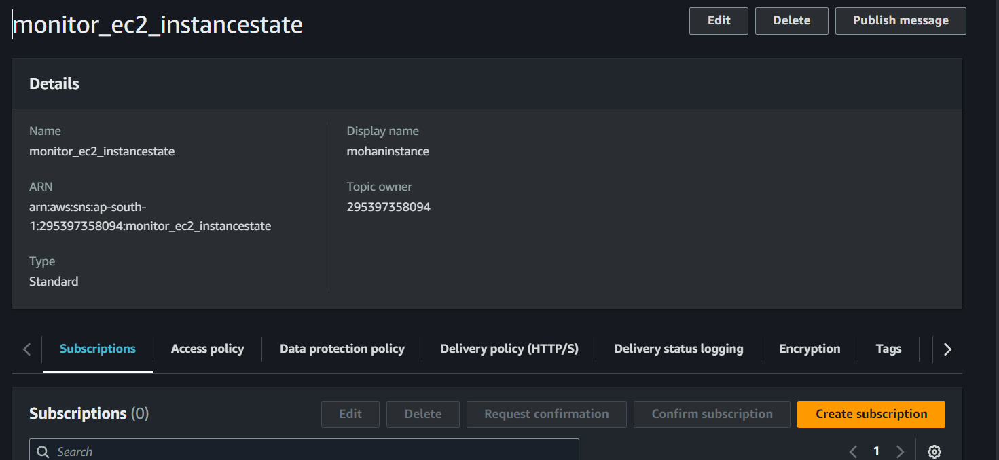 monitor_ec2_instancestate
Edit
Delete
Publish message
Details
Name
monitor_ec2_instancestate
ARN
arn:aws:sns:ap-south-
1:295397358094:monitor_ec2_instancestate
Type
Standard
Display name
mohaninstance
Topic owner
295397358094
Subscriptions
Access policy
Data protection policy
Delivery policy (HTTP/S)
Delivery status logging
Encryption
Tags
Subscriptions (0)
Edit
Delete
Request confirmation
Confirm subscription
Create subscription
Search
1